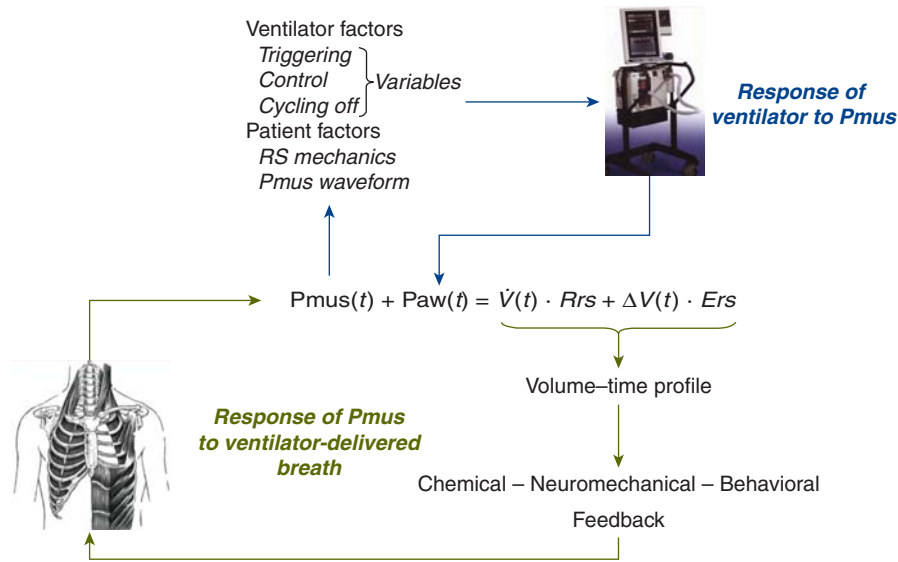 Ventilator factors
Triggering
Control
Cycling off
Variables
Patient factors
RS mechanics
Pmus waveform
Response of
ventilator to Pmus
Pmus(t) + Paw(t) = V̇(t) · Rrs + ΔV(t) · Ers
Volume–time profile
Response of Pmus
to ventilator-delivered
breath
Chemical – Neuromechanical – Behavioral
Feedback